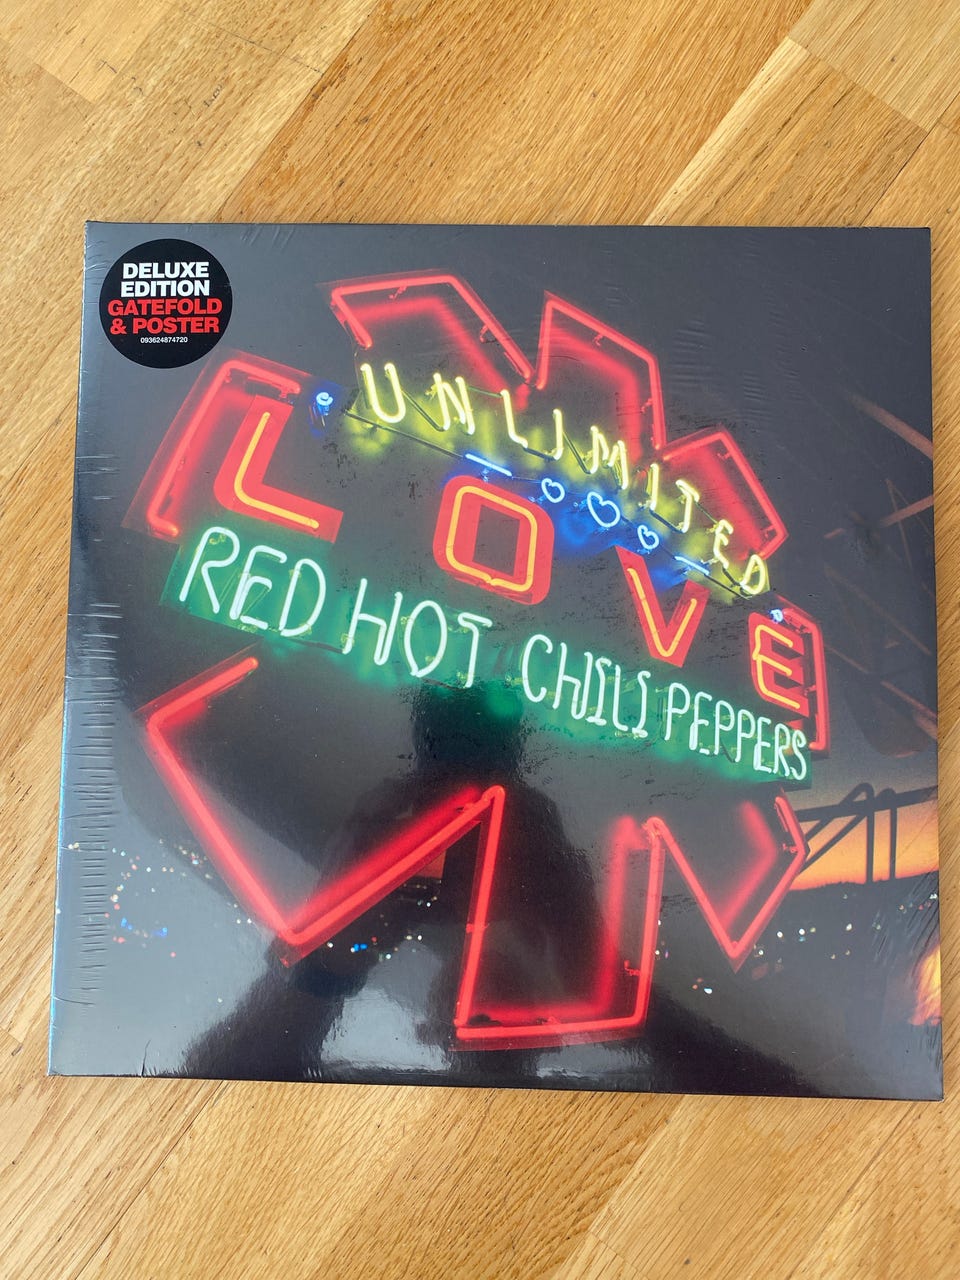 DELUXE
EDITION
GATEFOLD
& POSTER
093624874720
UNLIMITED
LOVE
RED HOT CHILI PEPPERS